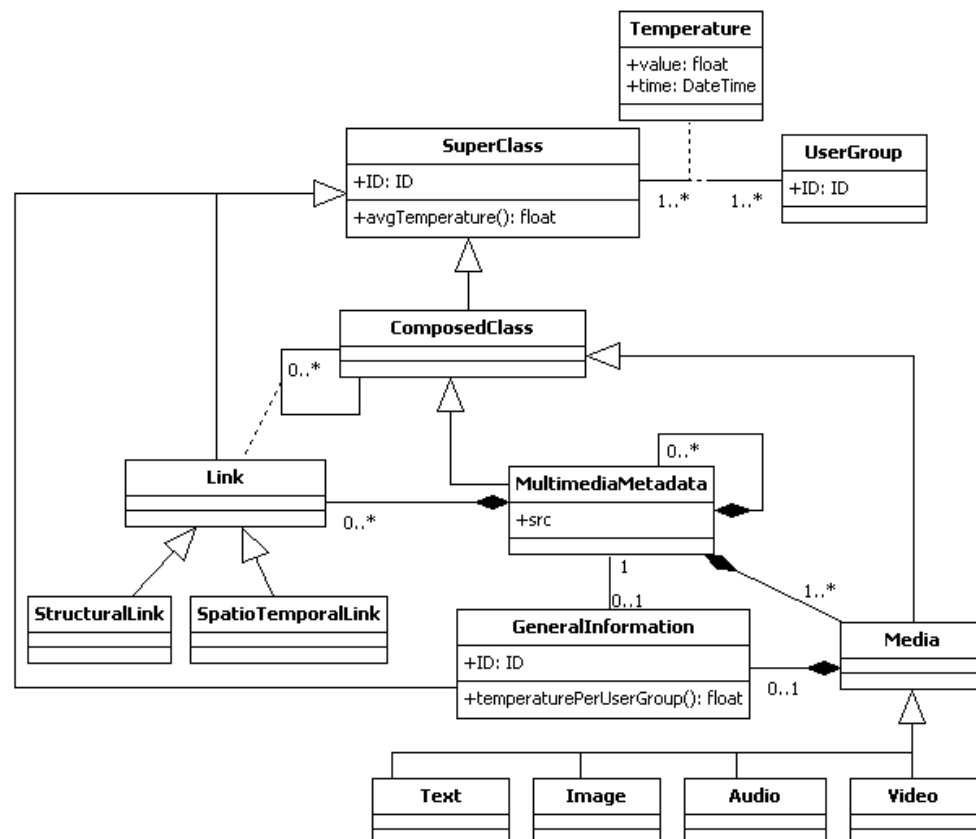 Temperature
+value: float
+time: DateTime
SuperClass
+ID: ID
+avgTemperature(): float
1..*
1..*
UserGroup
+ID: ID
ComposedClass
0..*
Link
0..*
MultimediaMetadata
+src
0..*
1
0..1
1..*
StructuralLink
SpatioTemporalLink
GeneralInformation
+ID: ID
+temperaturePerUserGroup(): float
0..1
Media
Text
Image
Audio
Video